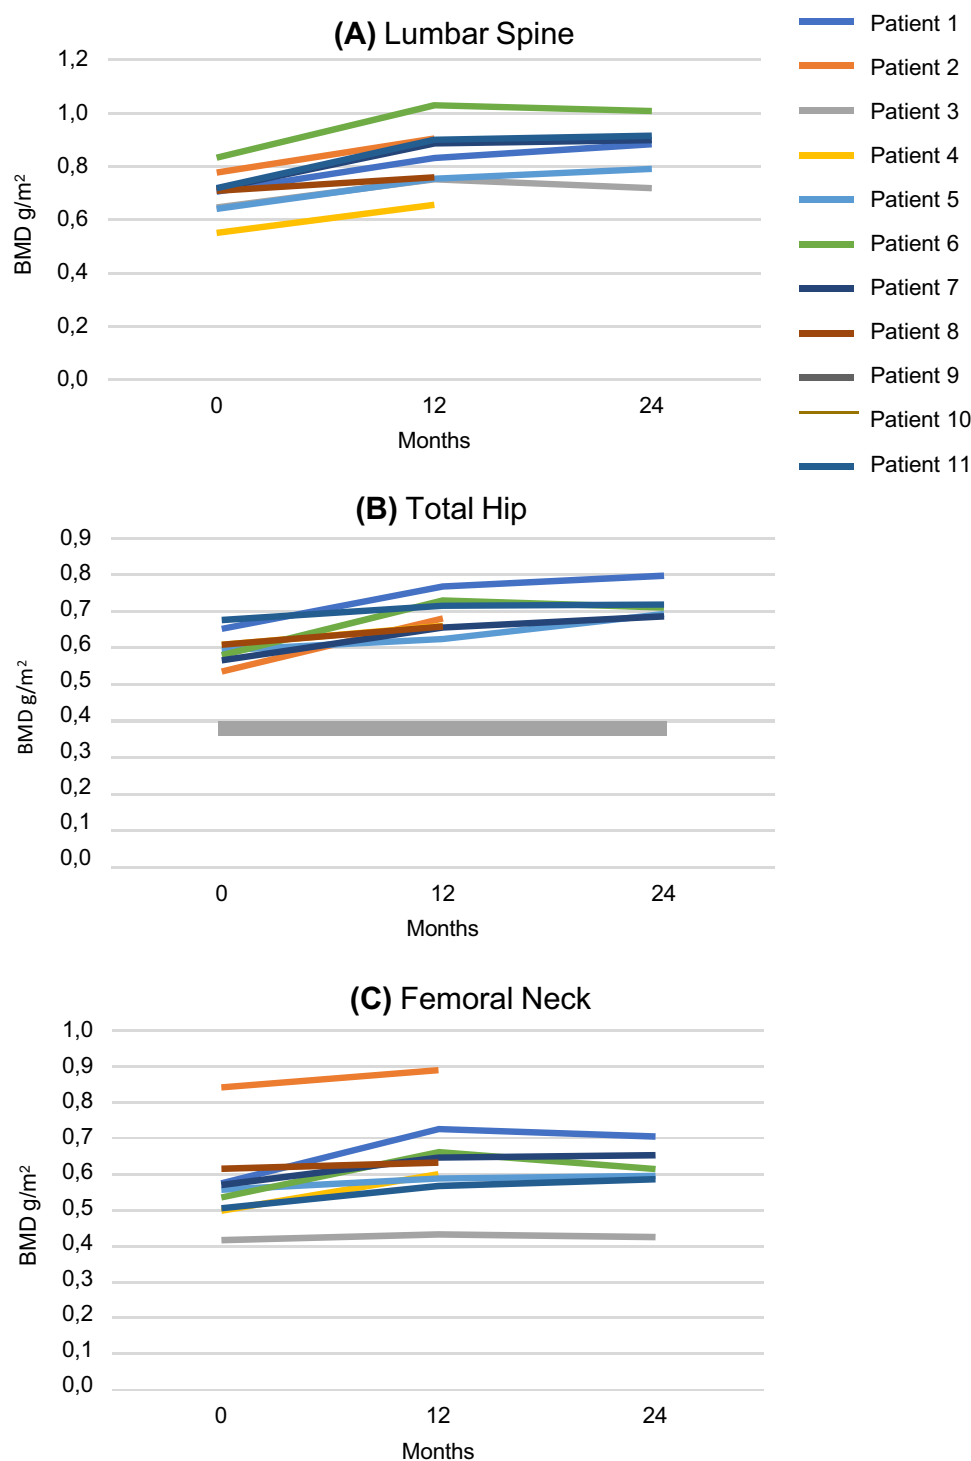 (A) Lumbar Spine
1,2
1,0
0,8
0,6
0,4
0,2
0,0
BMD g/m²
0 12 24
Months
Patient 1
Patient 2
Patient 3
Patient 4
Patient 5
Patient 6
Patient 7
Patient 8
Patient 9
Patient 10
Patient 11
(B) Total Hip
0,9
0,8
0,7
0,6
0,5
0,4
0,3
0,2
0,1
0,0
BMD g/m²
0 12 24
Months
(C) Femoral Neck
1,0
0,9
0,8
0,7
0,6
0,5
0,4
0,3
0,2
0,1
0,0
BMD g/m²
0 12 24
Months